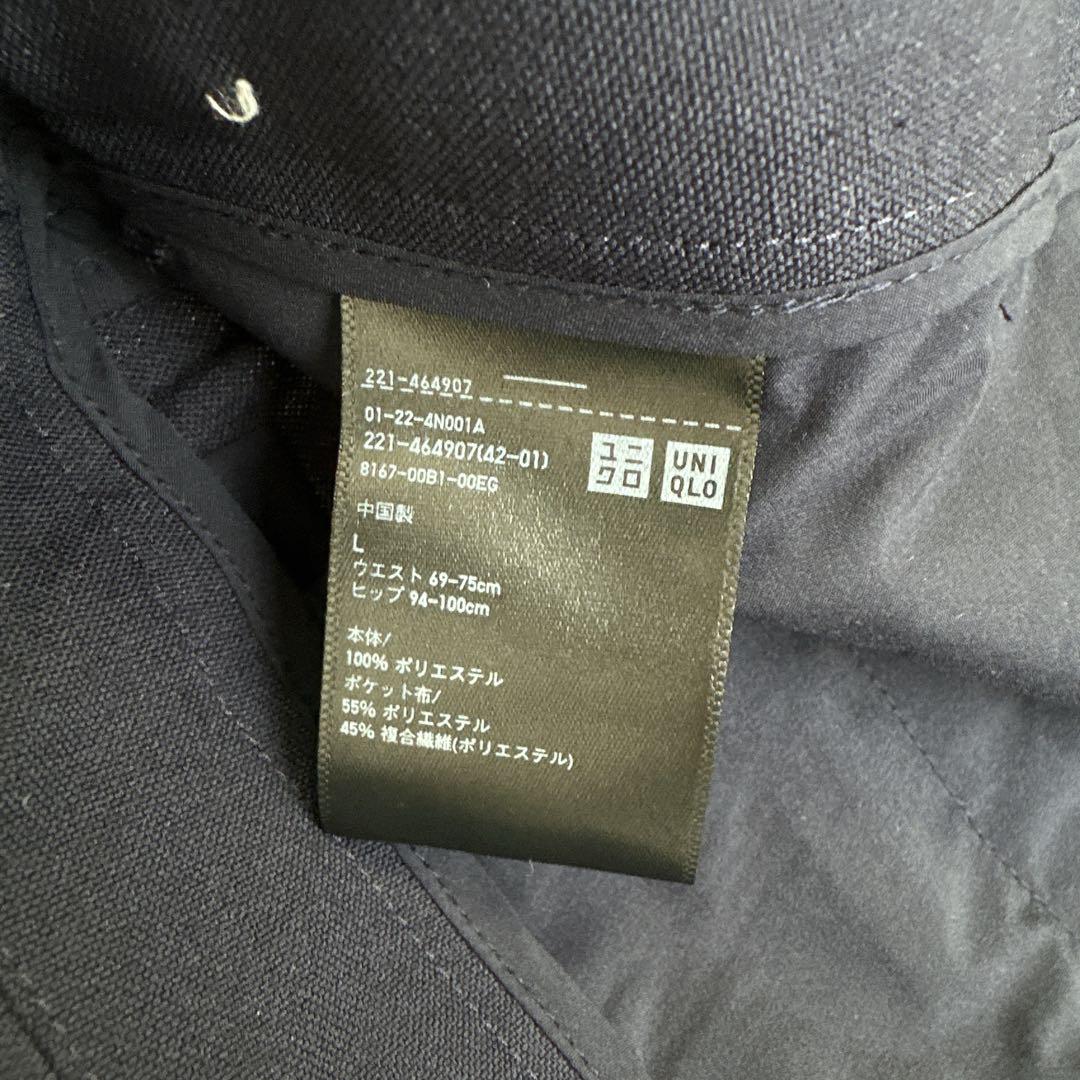 221-464907
01-22-4N001A
221-464907(42-01)
8167-00B1-00EG
ユニ
クロ
UNI
QLO
中国製
L
ウエスト 69-75cm
ヒップ 94-100cm
本体/
100% ポリエステル
ポケット布/
55% ポリエステル
45% 複合繊維(ポリエステル)